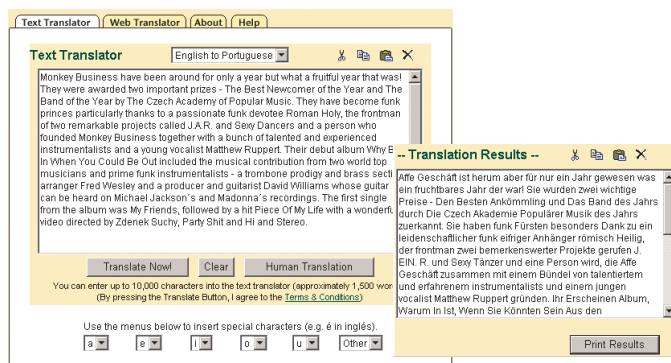 Text Translator Web Translator About Help
Text Translator English to Portuguese
Monkey Business have been around for only a year but what a fruitful year that was!
They were awarded two important prizes - The Best Newcomer of the Year and The
Band of the Year by The Czech Academy of Popular Music. They have become funk
princes particularly thanks to a passionate funk devotee Roman Holy, the frontman
of two remarkable projects called J.A.R. and Sexy Dancers and a person who
founded Monkey Business together with a bunch of talented and experienced
instrumentalists and a young vocalist Matthew Ruppert. Their debut album Why B
In When You Could Be Out included the musical contribution from two world top
musicians and prime funk instrumentalists - a trombone prodigy and brass secti
arranger Fred Wesley and a producer and guitarist David Williams whose guitar
can be heard on Michael Jackson´s and Madonna´s recordings. The first single
from the album was My Friends, followed by a hit Piece Of My Life with a wonderfu
video directed by Zdenek Suchy, Party Shit and Hi and Stereo.
Translate Now! Clear Human Translation
You can enter up to 10,000 characters into the text translator (approximately 1,500 wor
(By pressing the Translate Button, I agree to the Terms & Conditions)
Use the menus below to insert special characters (e.g. é in inglés).
a e i o u Other
-- Translation Results --
Affe Geschäft ist herum aber für nur ein Jahr gewesen was
ein fruchtbares Jahr der war! Sie wurden zwei wichtige
Preise - Den Besten Ankömmling und Das Band des Jahrs
durch Die Czech Akademie Populärer Musik des Jahrs
zuerkannt. Sie haben funk Fürsten besonders Dank zu ein
leidenschaftlicher funk eifriger Anhänger römisch Heilig,
der frontman zwei bemerkenswerter Projekte gerufen J.
EIN. R. und Sexy Tänzer und eine Person wird, die Affe
Geschäft zusammen mit einem Bündel von talentiertem
und erfahrenem instrumentalists und einem jungen
vocalist Matthew Ruppert gründen. Ihr Erscheinen Album,
Warum In Ist, Wenn Sie Könnten Sein Aus den
Print Results